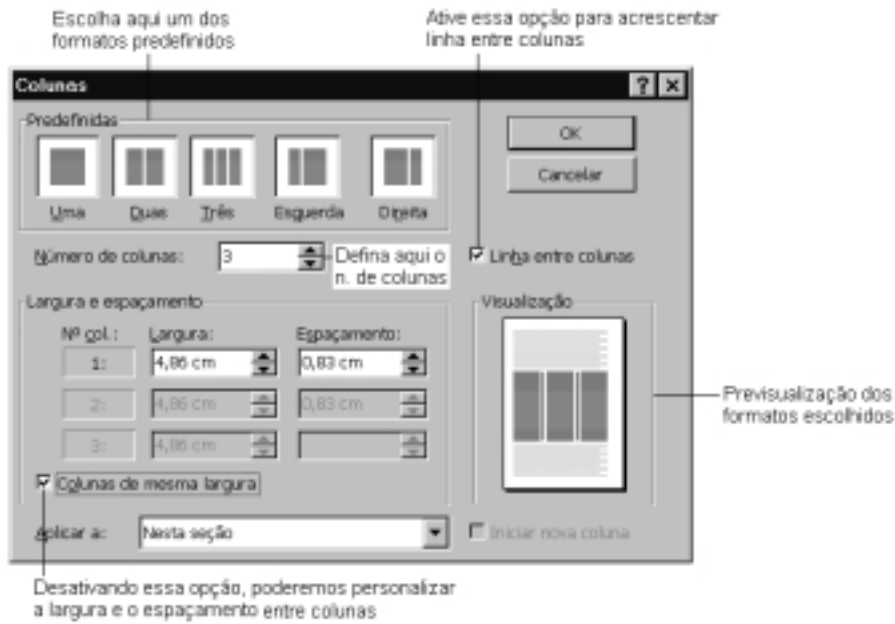 Escolha aqui um dos
formatos predefinidos
Ative essa opção para acrescentar
linha entre colunas
Colunas
Predefinidas
OK
Cancelar
Uma Duas Três Esquerda Direita
Número de colunas: 3
Defina aqui o
n. de colunas
Linha entre colunas
Largura e espaçamento
Nº col.: Largura: Espaçamento:
1: 4,86 cm 0,83 cm
2: 4,86 cm 0,83 cm
3: 4,86 cm
Colunas de mesma largura
Visualização
Previsualização dos
formatos escolhidos
Aplicar a: Nesta seção
Iniciar nova coluna
Desativando essa opção, poderemos personalizar
a largura e o espaçamento entre colunas